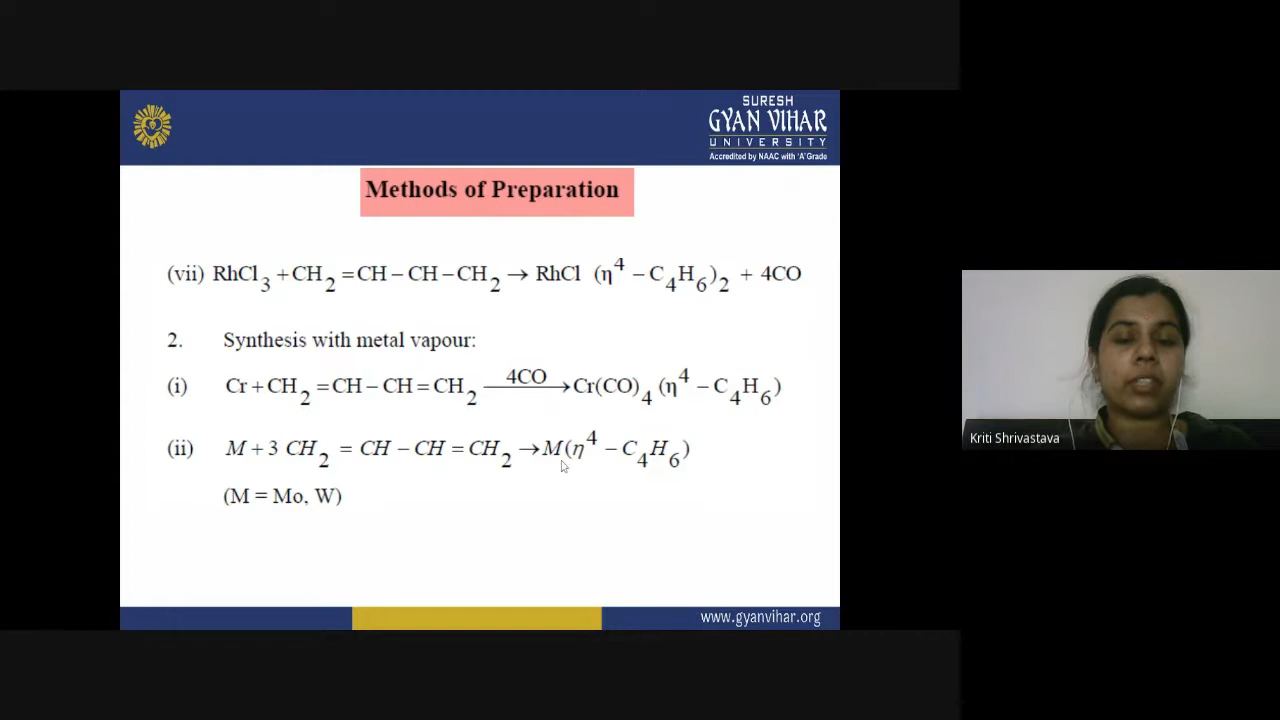 SURESH
GYAN VIHAR
UNIVERSITY
Accredited by NAAC with 'A' Grade
Methods of Preparation
(vii) RhCl₃ + CH₂ = CH – CH – CH₂ → RhCl (η⁴ – C₄H₆)₂ + 4CO
2. Synthesis with metal vapour:
(i) Cr + CH₂ = CH – CH = CH₂ —4CO→ Cr(CO)₄ (η⁴ – C₄H₆)
(ii) M + 3 CH₂ = CH – CH = CH₂ → M(η⁴ – C₄H₆)
(M = Mo, W)
www.gyanvihar.org
Kriti Shrivastava